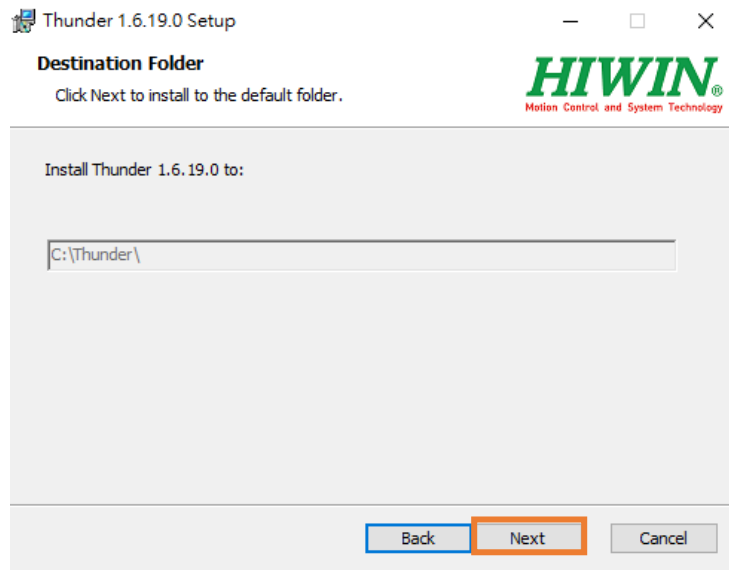 Thunder 1.6.19.0 Setup
Destination Folder
Click Next to install to the default folder.
HIWIN®
Motion Control and System Technology
Install Thunder 1.6.19.0 to:
C:\Thunder\
Back Next Cancel